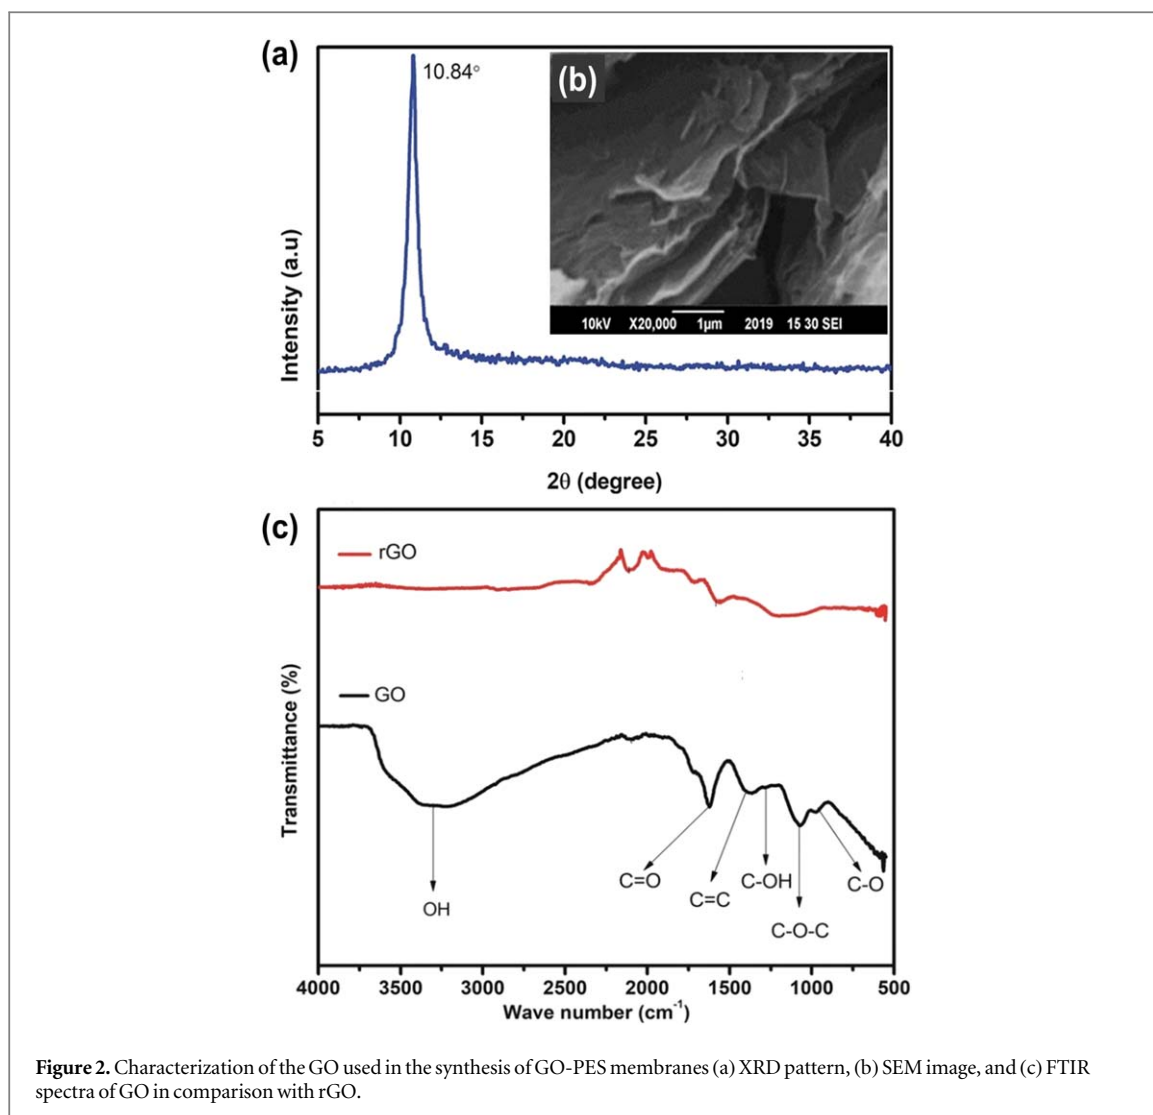 (a)
10.84°
(b)
10kV X20,000 1µm 2019 15 30 SEI
Intensity (a.u)
5 10 15 20 25 30 35 40
2θ (degree)
(c)
rGO
GO
Transmittance (%)
OH
C=O
C=C
C-OH
C-O-C
C-O
4000 3500 3000 2500 2000 1500 1000 500
Wave number (cm⁻¹)
Figure 2. Characterization of the GO used in the synthesis of GO-PES membranes (a) XRD pattern, (b) SEM image, and (c) FTIR
spectra of GO in comparison with rGO.